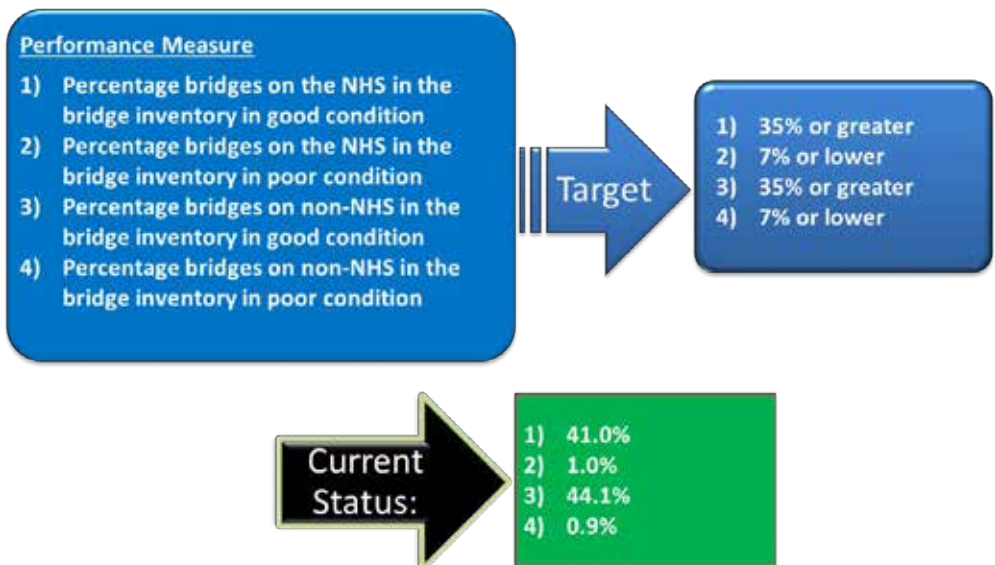 Performance Measure
1) Percentage bridges on the NHS in the
bridge inventory in good condition
2) Percentage bridges on the NHS in the
bridge inventory in poor condition
3) Percentage bridges on non-NHS in the
bridge inventory in good condition
4) Percentage bridges on non-NHS in the
bridge inventory in poor condition
Target
1) 35% or greater
2) 7% or lower
3) 35% or greater
4) 7% or lower
Current
Status:
1) 41.0%
2) 1.0%
3) 44.1%
4) 0.9%